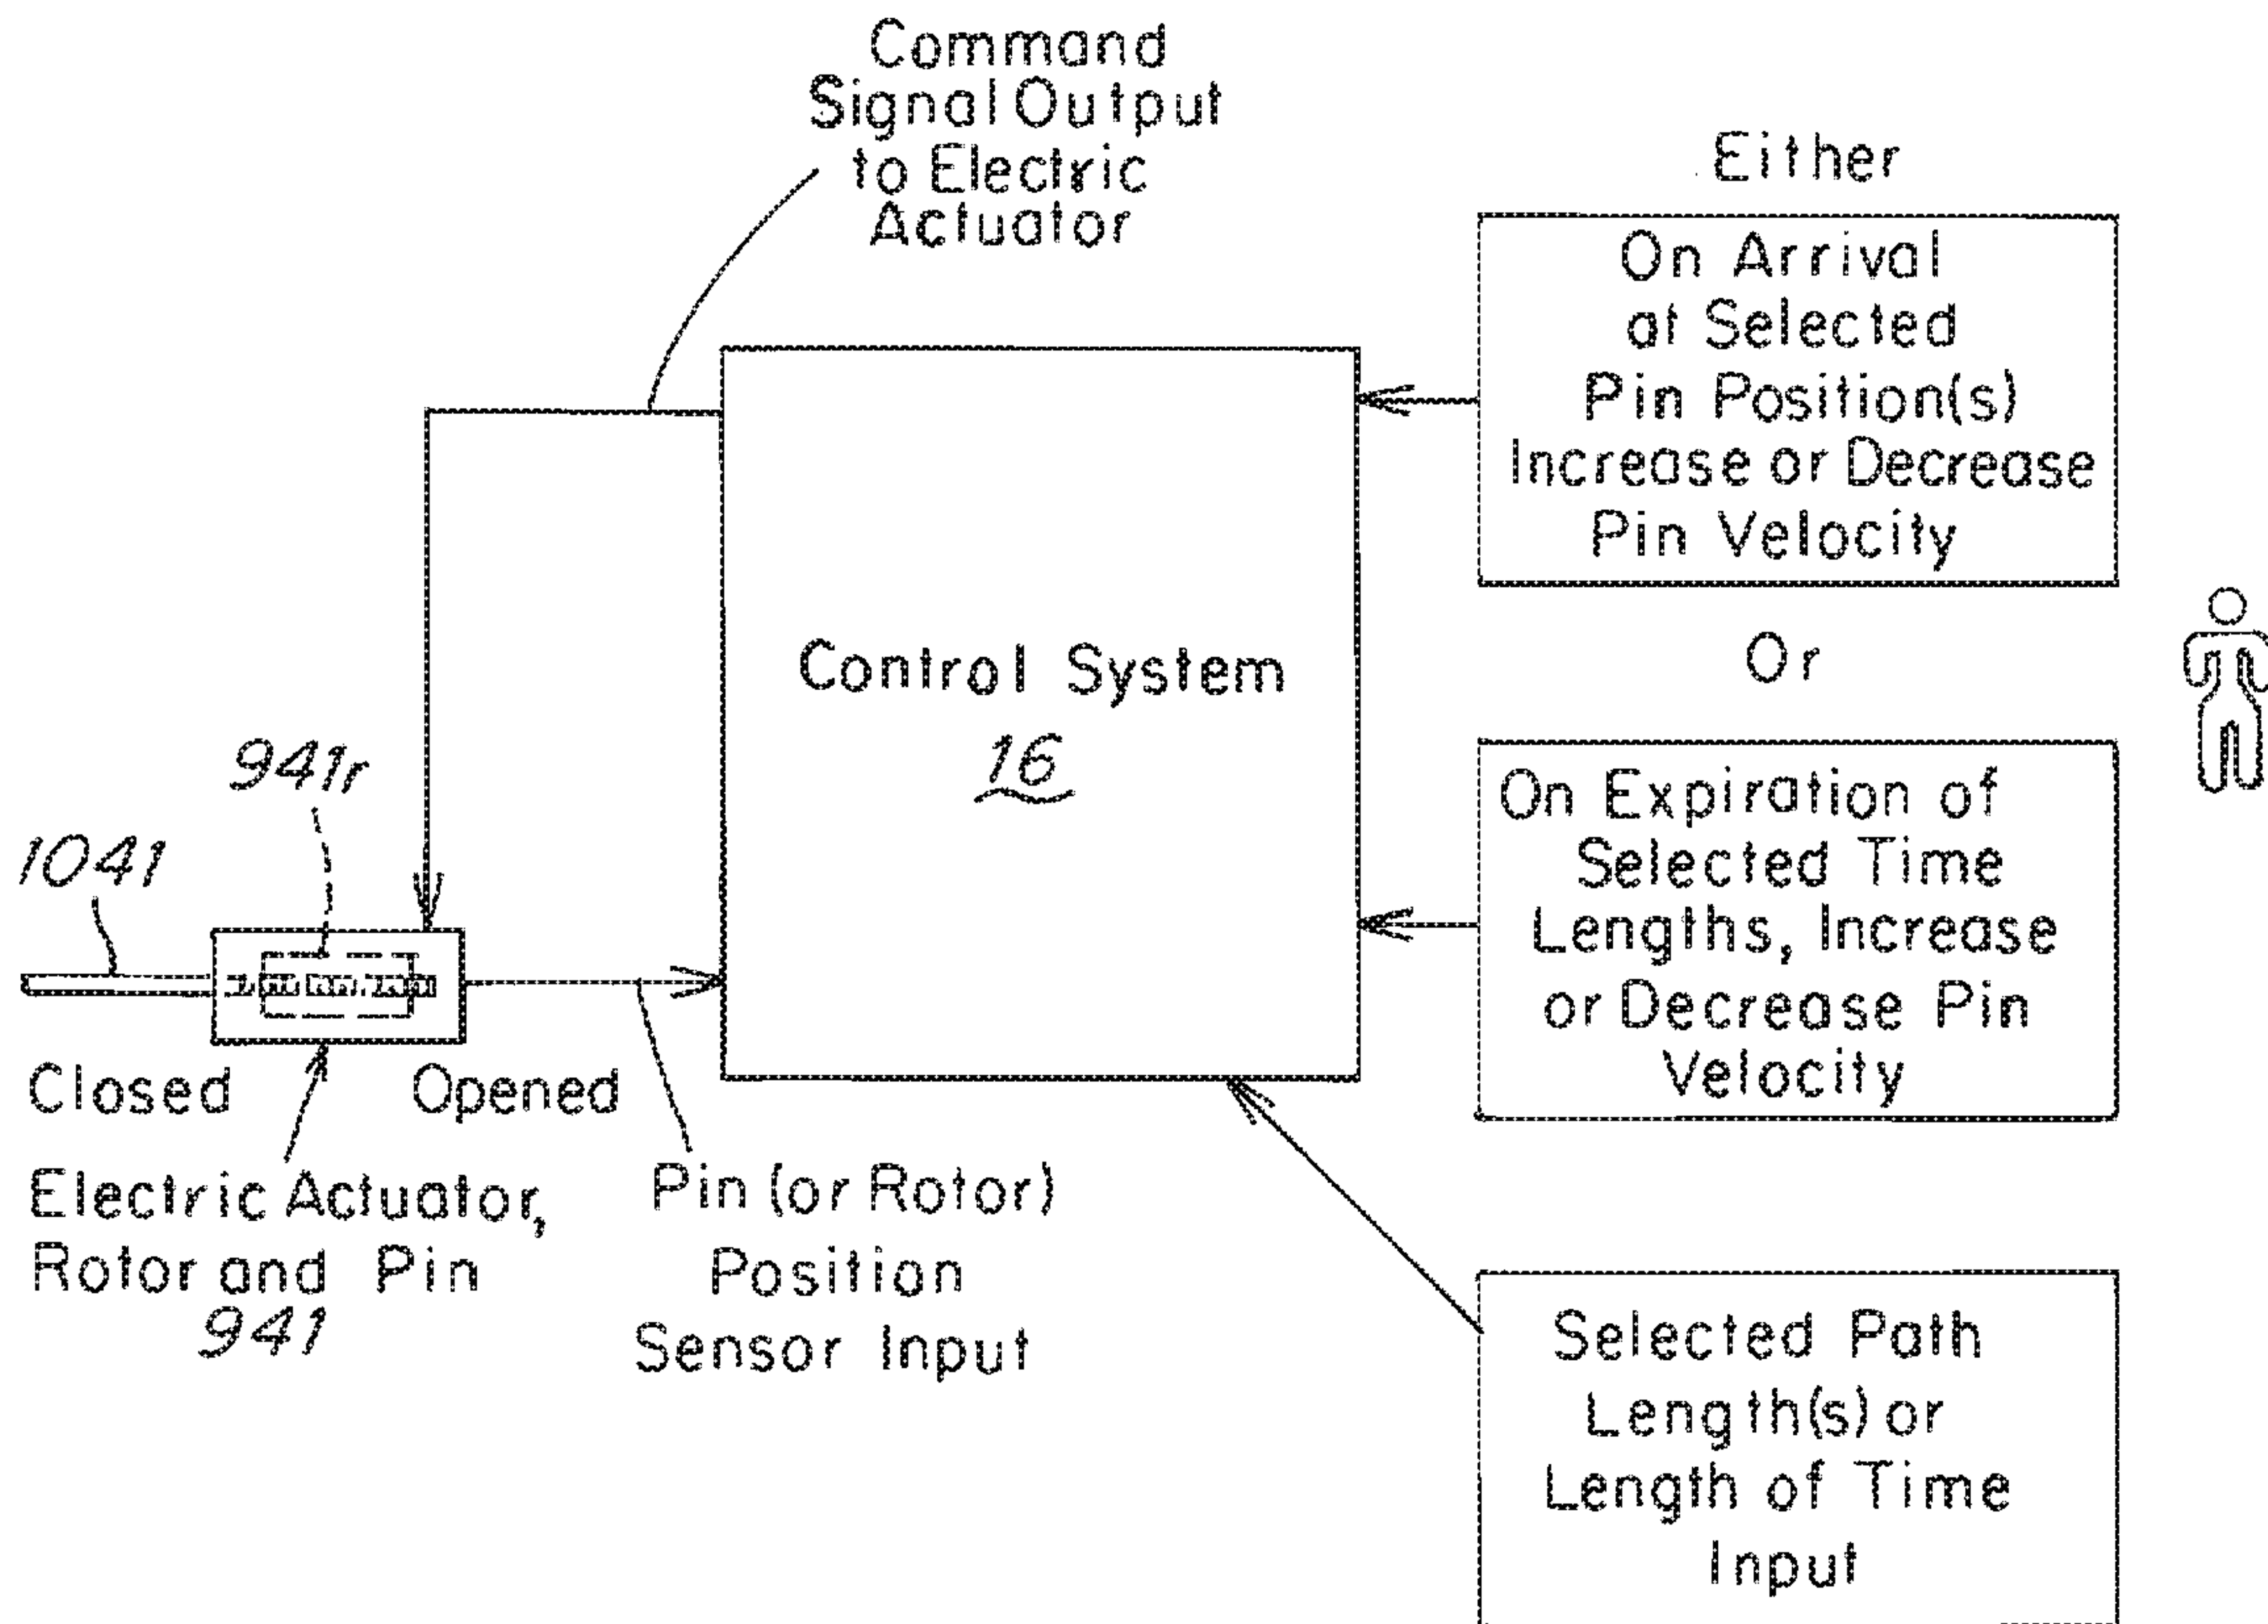 Command
Signal Output
to Electric
Actuator
Either
On Arrival
at Selected
Pin Position(s)
Increase or Decrease
Pin Velocity
Or
Control System
16
On Expiration of
Selected Time
Lengths, Increase
or Decrease Pin
Velocity
941r
1041
Closed
Opened
Electric Actuator,
Rotor and Pin
941
Pin (or Rotor)
Position
Sensor Input
Selected Path
Length(s) or
Length of Time
Input